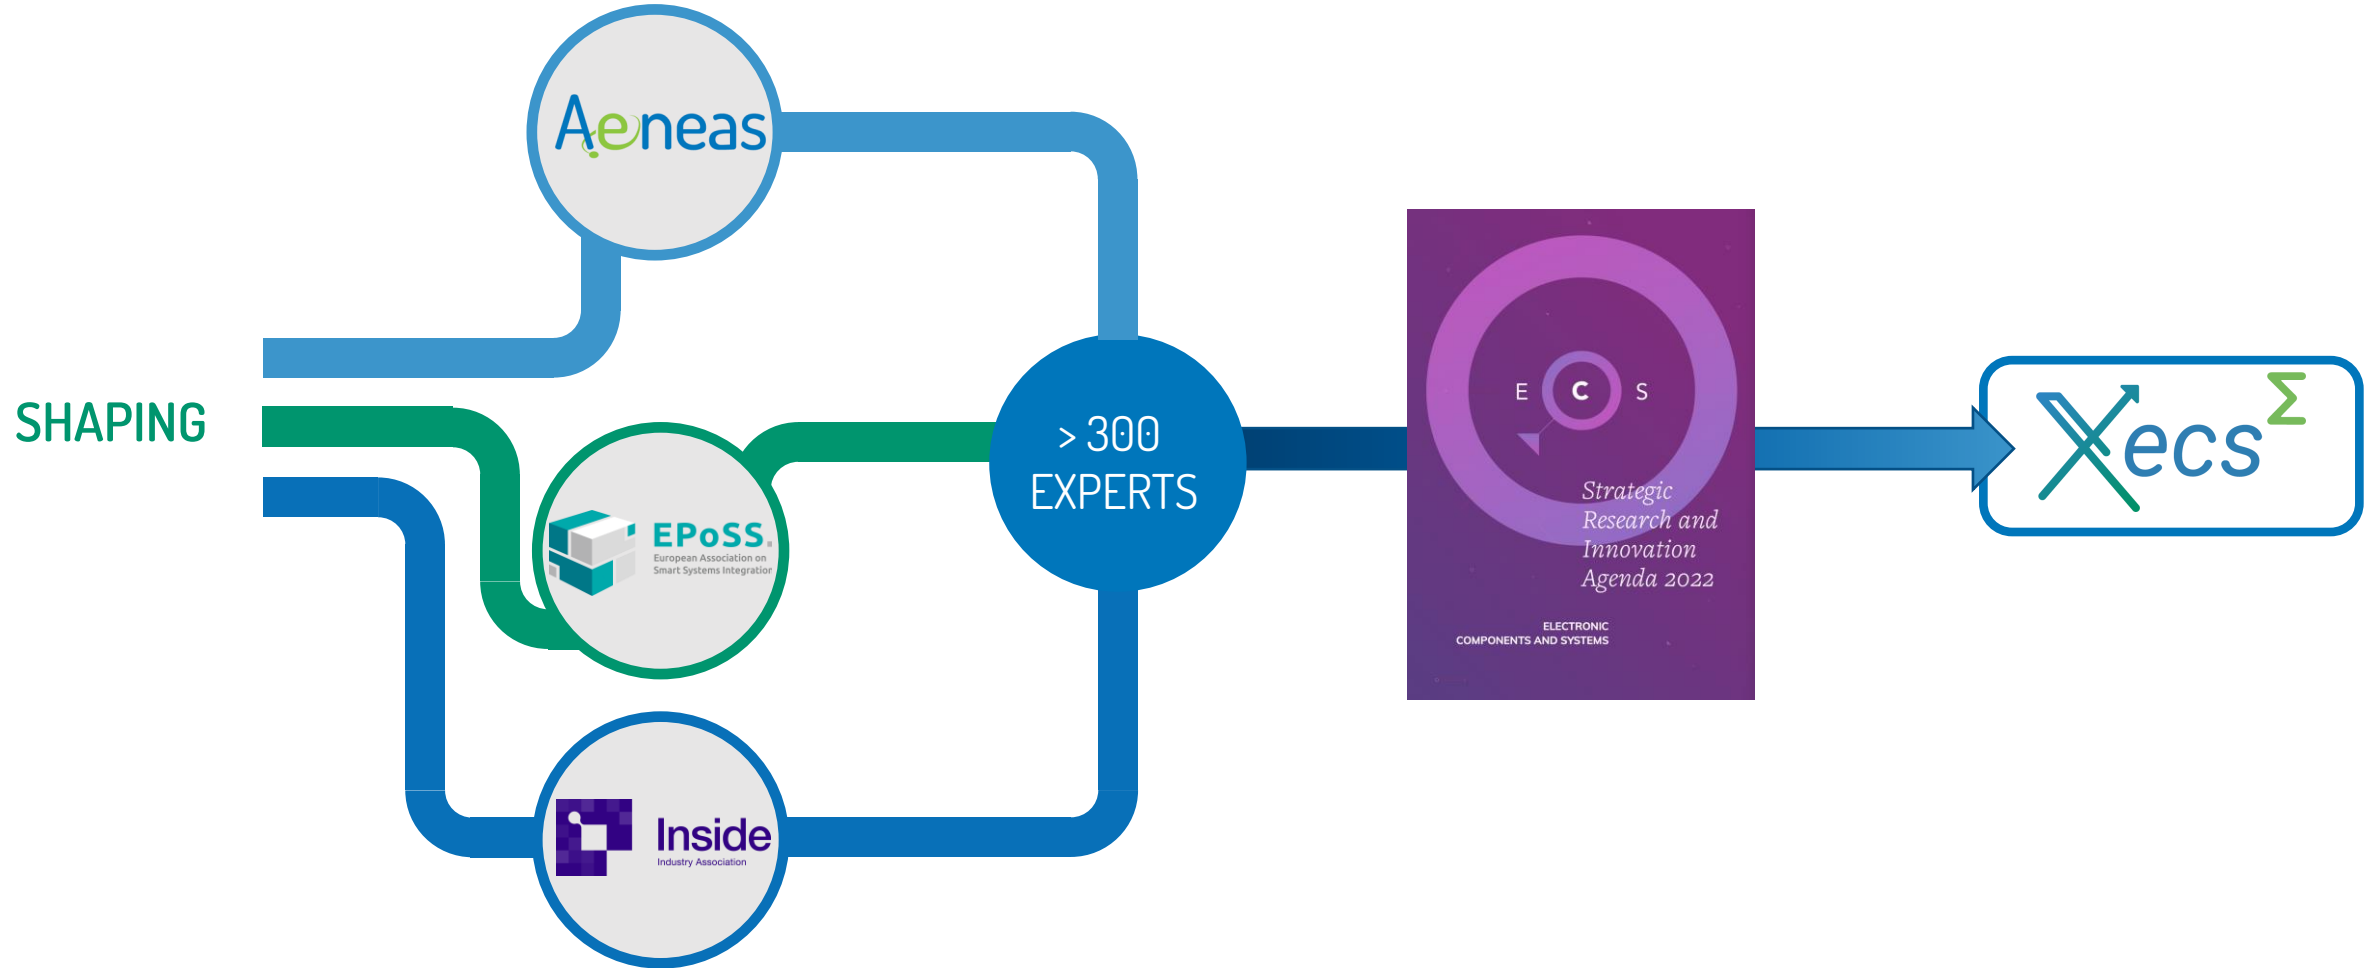 SHAPING
Aeneas
EPoSS
European Association on
Smart Systems Integration
Inside
Industry Association
> 300
EXPERTS
E C S
Strategic
Research and
Innovation
Agenda 2022
ELECTRONIC
COMPONENTS AND SYSTEMS
Xecs Σ